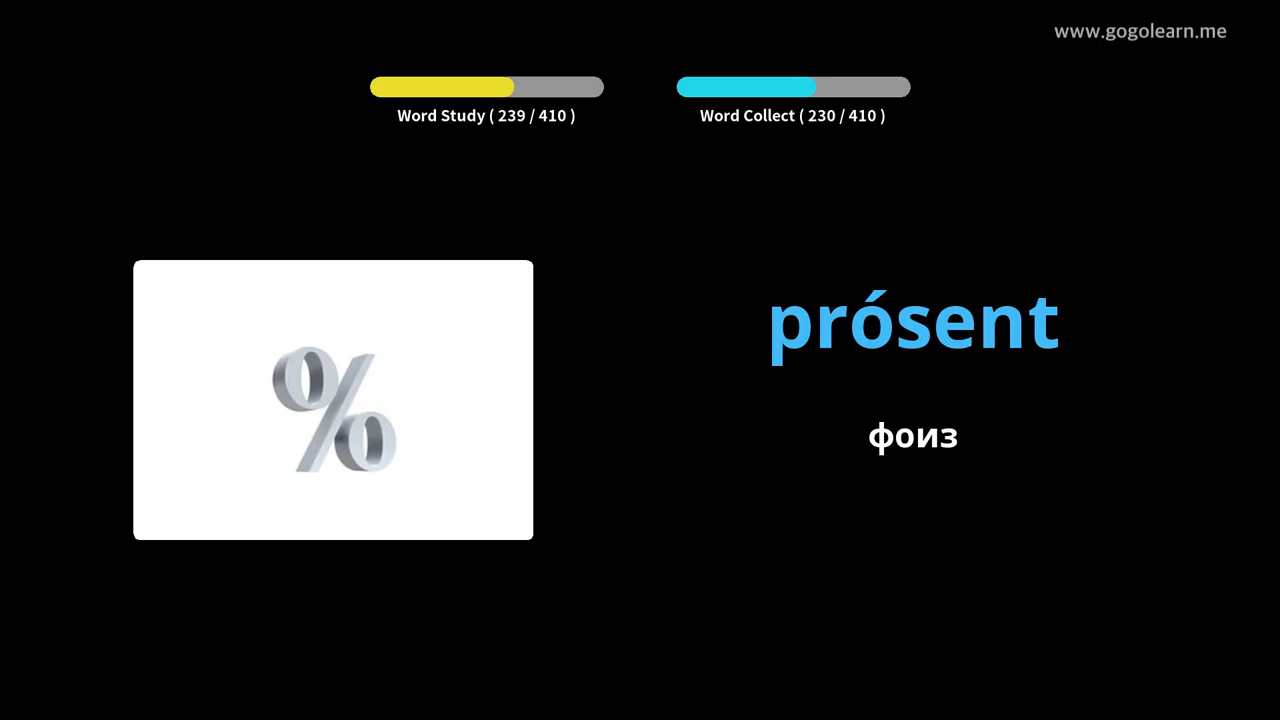 www.gogolearn.me
Word Study ( 239 / 410 )
Word Collect ( 230 / 410 )
%
prósent
фоиз